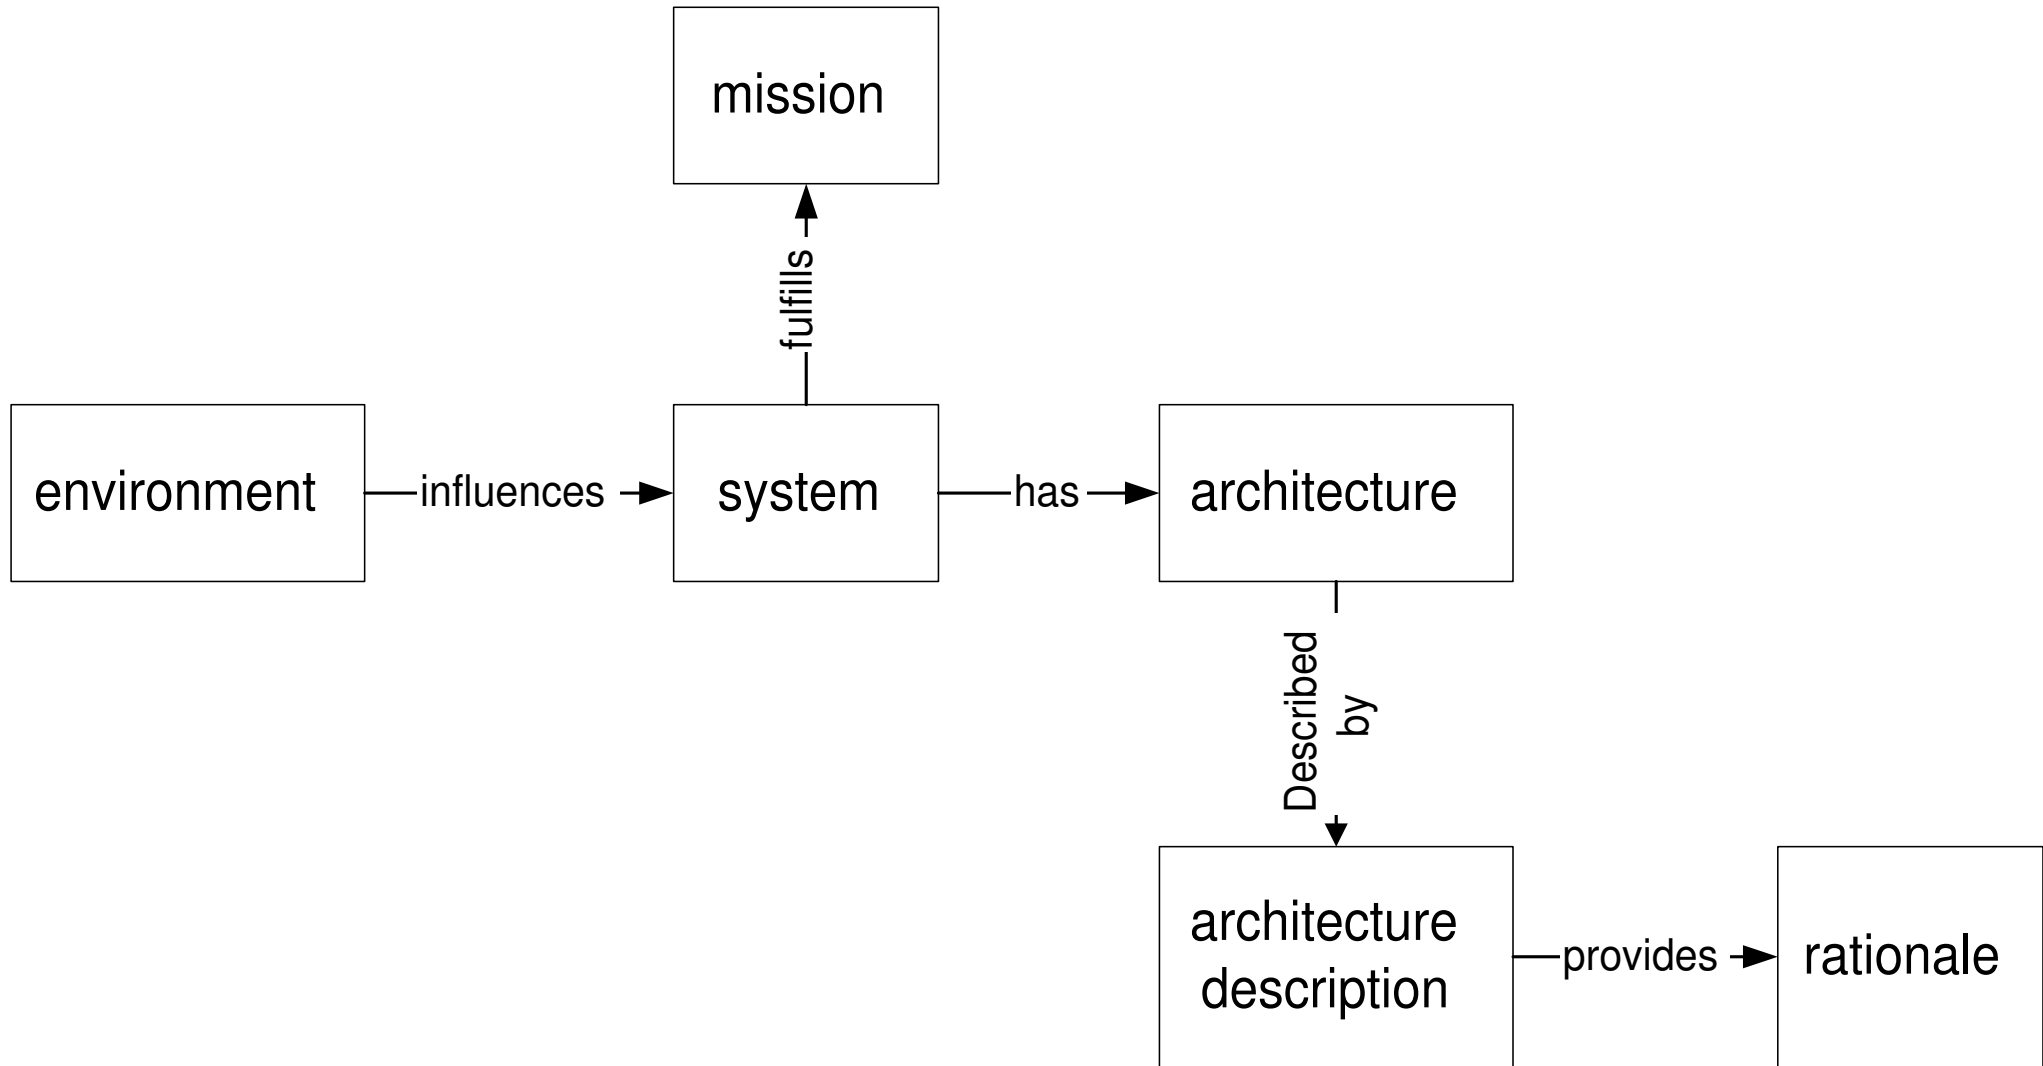 mission
fulfills
environment
influences
system
has
architecture
Described
by
architecture
description
provides
rationale